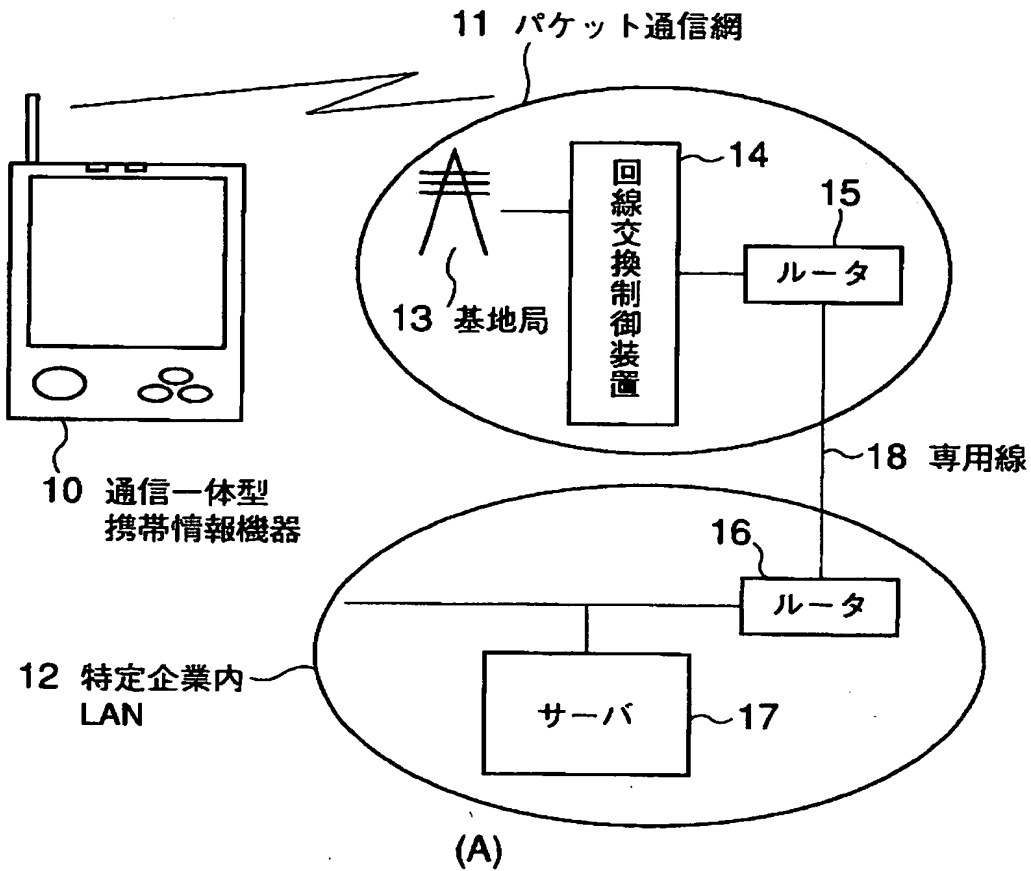 11 パケット通信網
14
回線交換制御装置
15
ルータ
13 基地局
18 専用線
10 通信一体型
携帯情報機器
16
ルータ
12 特定企業内
LAN
サーバ
17
(A)